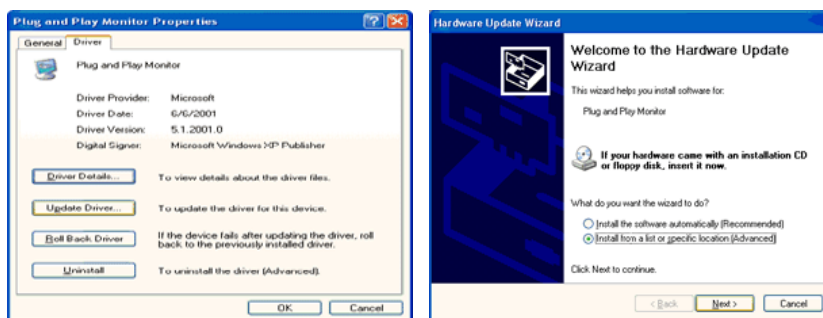 Plug and Play Monitor Properties
General Driver
Plug and Play Monitor
Driver Provider: Microsoft
Driver Date: 6/6/2001
Driver Version: 5.1.2001.0
Digital Signer: Microsoft Windows XP Publisher
Driver Details... To view details about the driver files.
Update Driver... To update the driver for this device.
Roll Back Driver If the device fails after updating the driver, roll
back to the previously installed driver.
Uninstall To uninstall the driver (Advanced).
OK Cancel
Hardware Update Wizard
Welcome to the Hardware Update
Wizard
This wizard helps you install software for:
Plug and Play Monitor
If your hardware came with an installation CD
or floppy disk, insert it now.
What do you want the wizard to do?
Install the software automatically (Recommended)
Install from a list or specific location (Advanced)
Click Next to continue.
< Back Next > Cancel